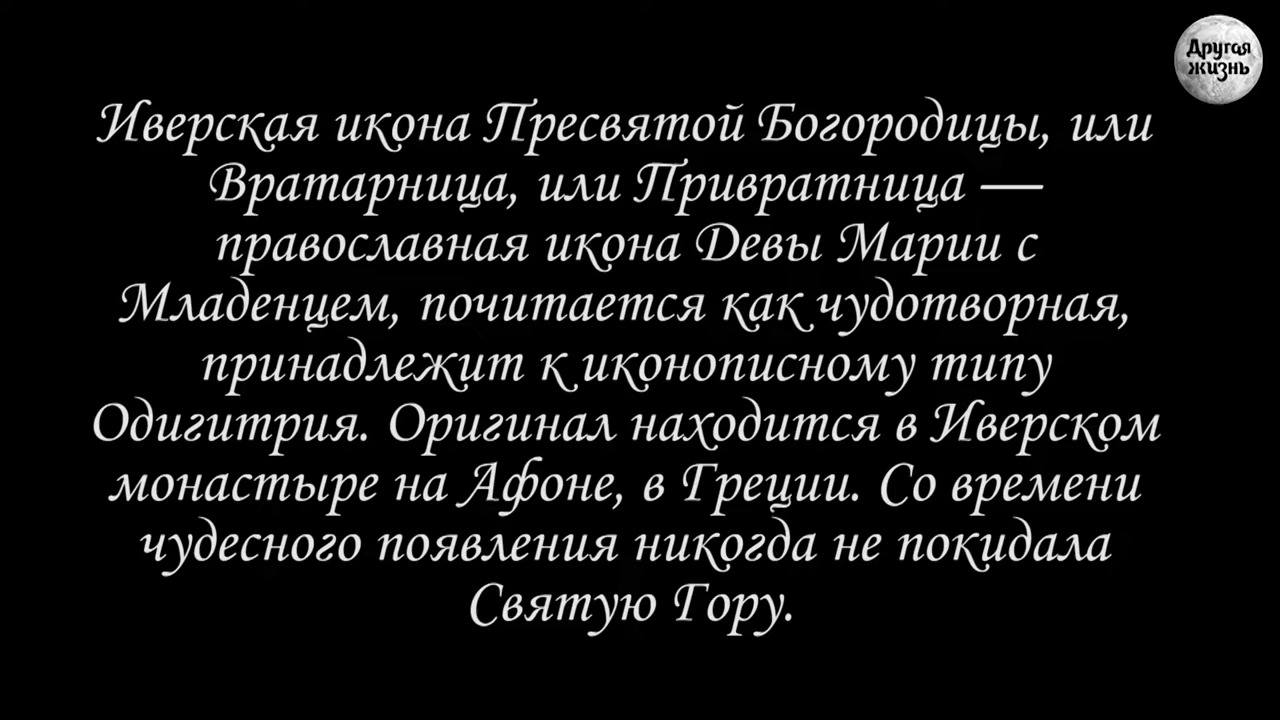 Другая
жизнь
Иверская икона Пресвятой Богородицы, или
Вратарница, или Привратница —
православная икона Девы Марии с
Младенцем, почитается как чудотворная,
принадлежит к иконописному типу
Одигитрия. Оригинал находится в Иверском
монастыре на Афоне, в Греции. Со времени
чудесного появления никогда не покидала
Святую Гору.